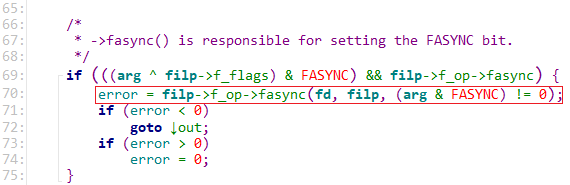 65:
66: /*
67: * ->fasync() is responsible for setting the FASYNC bit.
68: */
69: if (((arg ^ filp->f_flags) & FASYNC) && filp->f_op->fasync) {
70: error = filp->f_op->fasync(fd, filp, (arg & FASYNC) != 0);
71: if (error < 0)
72: goto ↓out;
73: if (error > 0)
74: error = 0;
75: }